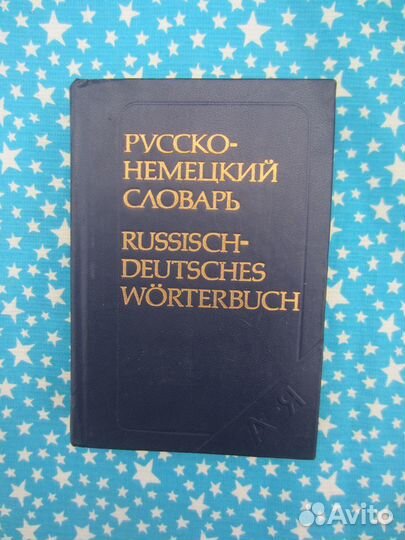 РУССКО-
НЕМЕЦКИЙ
СЛОВАРЬ
RUSSISCH-
DEUTSCHES
WÖRTERBUCH
А-Я
Avito